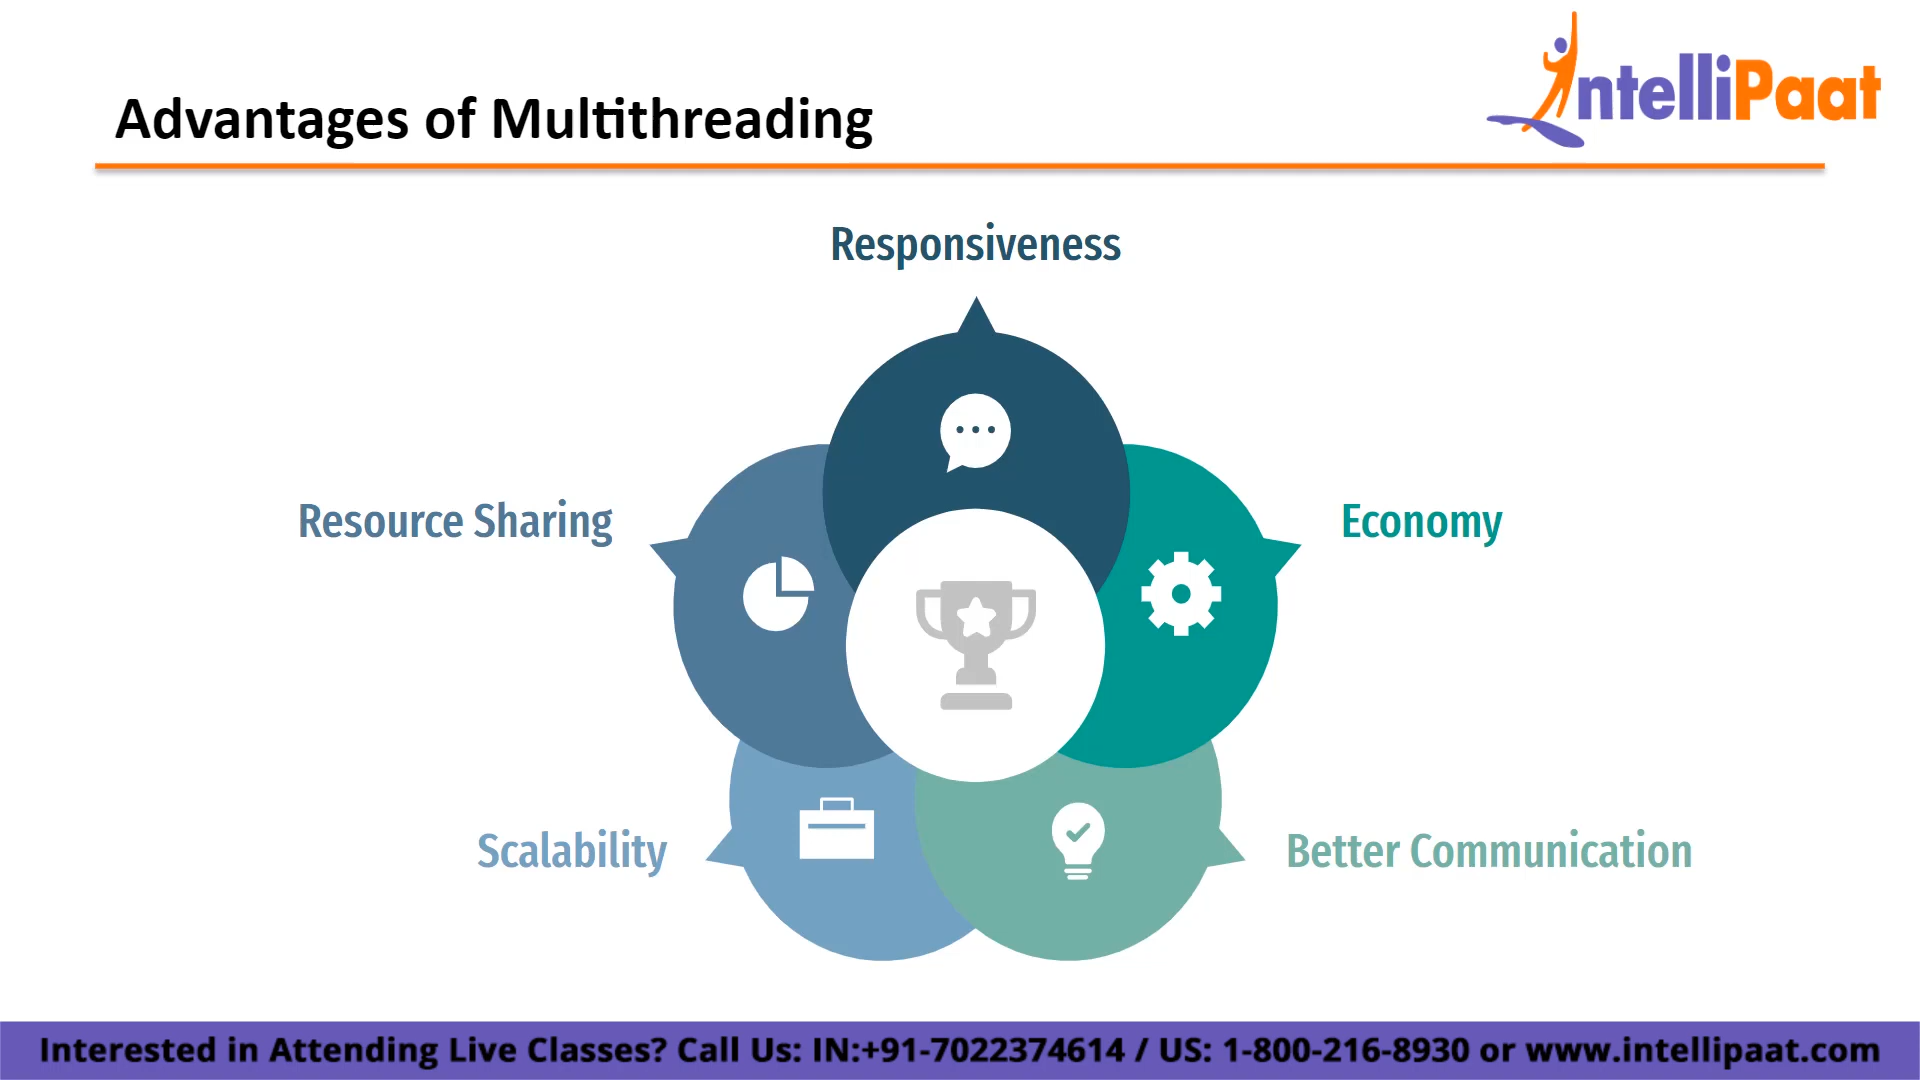 Advantages of Multithreading
IntelliPaat
Responsiveness
Resource Sharing
Economy
Scalability
Better Communication
Interested in Attending Live Classes? Call Us: IN:+91-7022374614 / US: 1-800-216-8930 or www.intellipaat.com